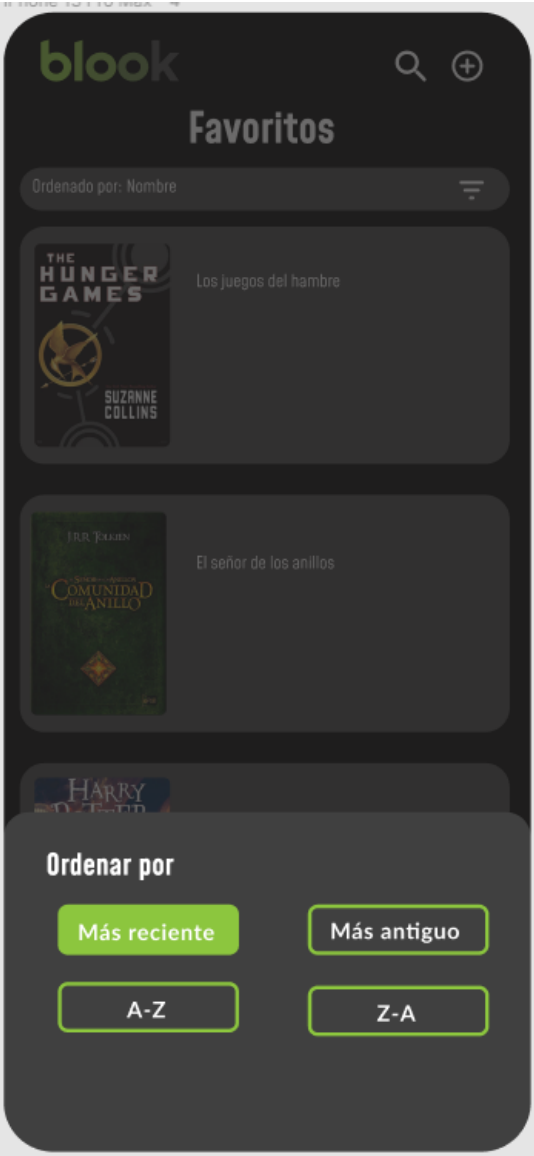 blook
Favoritos
Ordenado por: Nombre
THE
HUNGER
GAMES
SUZANNE
COLLINS
Los juegos del hambre
J.R.R. TOLKIEN
COMUNIDAD
DEL ANILLO
El señor de los anillos
HARRY
POTTER
Ordenar por
Más reciente
Más antiguo
A-Z
Z-A